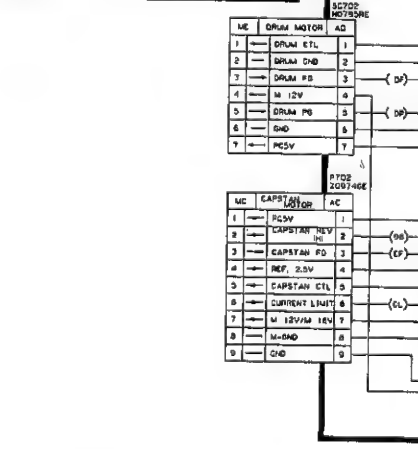 SC702
MC DRUM MOTOR AD
1 DRUM CTL 1
2 DRUM GND 2
3 DRUM FG 3 (DF)
4 M 12V 4
5 DRUM PG 5 (DP)
6 GND 6
7 PC5V 7
P702
MC CAPSTAN MOTOR AC
1 PC5V 1
2 CAPSTAN REV (H) 2
3 CAPSTAN FG 3 (CF)
4 REF. 2.5V 4
5 CAPSTAN CTL 5
6 CURRENT LIMIT 6 (CL)
7 M 12V/M 16V 7
8 M-GND 8
9 GND 9